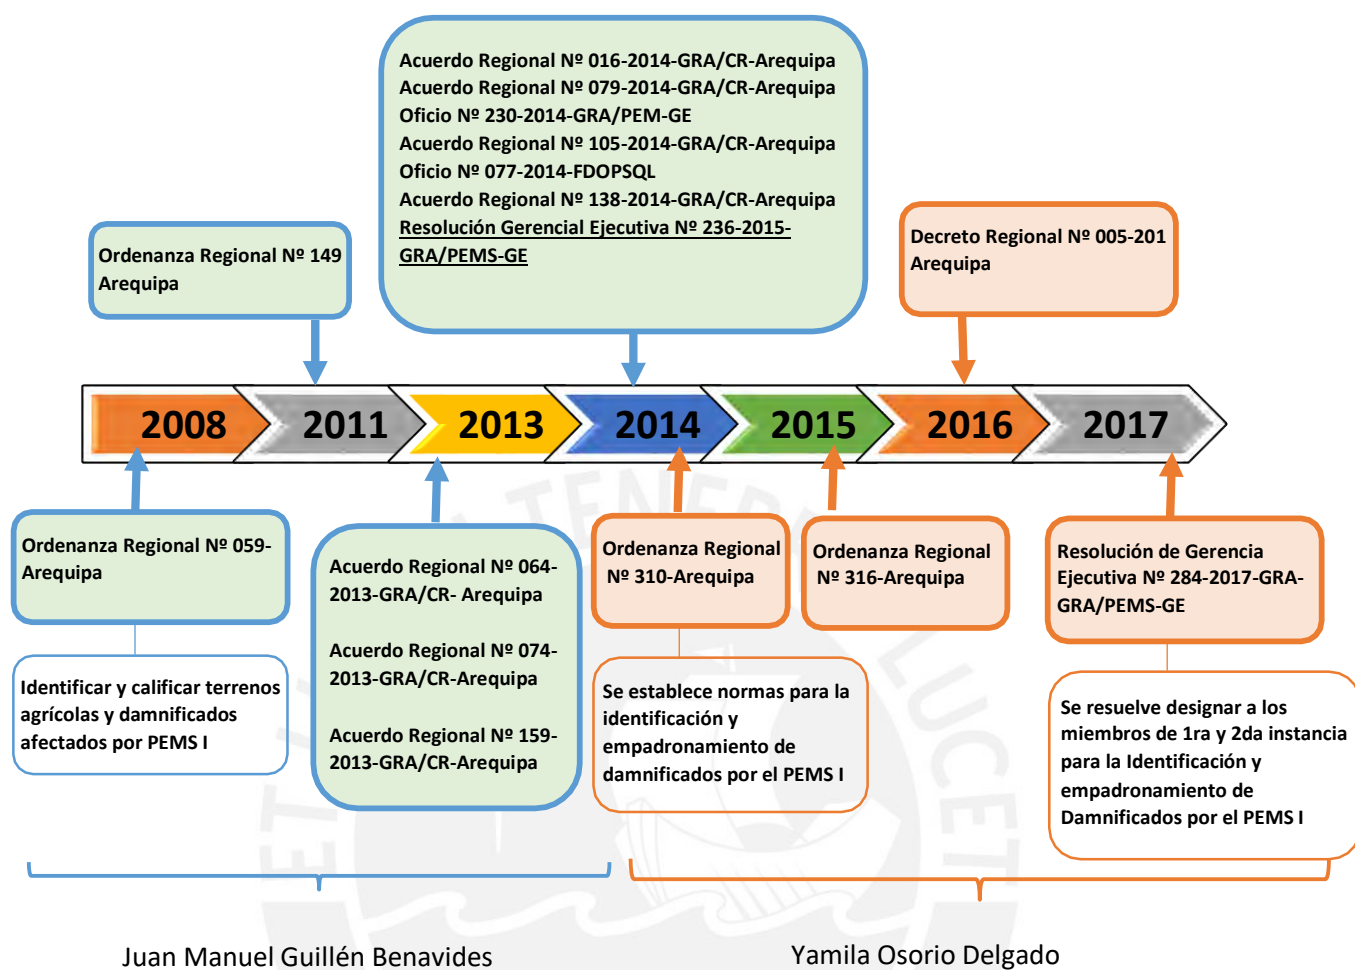 Acuerdo Regional Nº 016-2014-GRA/CR-Arequipa
Acuerdo Regional Nº 079-2014-GRA/CR-Arequipa
Oficio Nº 230-2014-GRA/PEM-GE
Acuerdo Regional Nº 105-2014-GRA/CR-Arequipa
Oficio Nº 077-2014-FDOPSQL
Acuerdo Regional Nº 138-2014-GRA/CR-Arequipa
Resolución Gerencial Ejecutiva Nº 236-2015-
GRA/PEMS-GE
Ordenanza Regional Nº 149
Arequipa
Decreto Regional Nº 005-201
Arequipa
2008
2011
2013
2014
2015
2016
2017
Ordenanza Regional Nº 059-
Arequipa
Identificar y calificar terrenos
agrícolas y damnificados
afectados por PEMS I
Acuerdo Regional Nº 064-
2013-GRA/CR- Arequipa
Acuerdo Regional Nº 074-
2013-GRA/CR-Arequipa
Acuerdo Regional Nº 159-
2013-GRA/CR-Arequipa
Ordenanza Regional
Nº 310-Arequipa
Se establece normas para la
identificación y
empadronamiento de
damnificados por el PEMS I
Ordenanza Regional
Nº 316-Arequipa
Resolución de Gerencia
Ejecutiva Nº 284-2017-GRA-
GRA/PEMS-GE
Se resuelve designar a los
miembros de 1ra y 2da instancia
para la Identificación y
empadronamiento de
Damnificados por el PEMS I
Juan Manuel Guillén Benavides
Yamila Osorio Delgado
ET
TENEB
LUCET